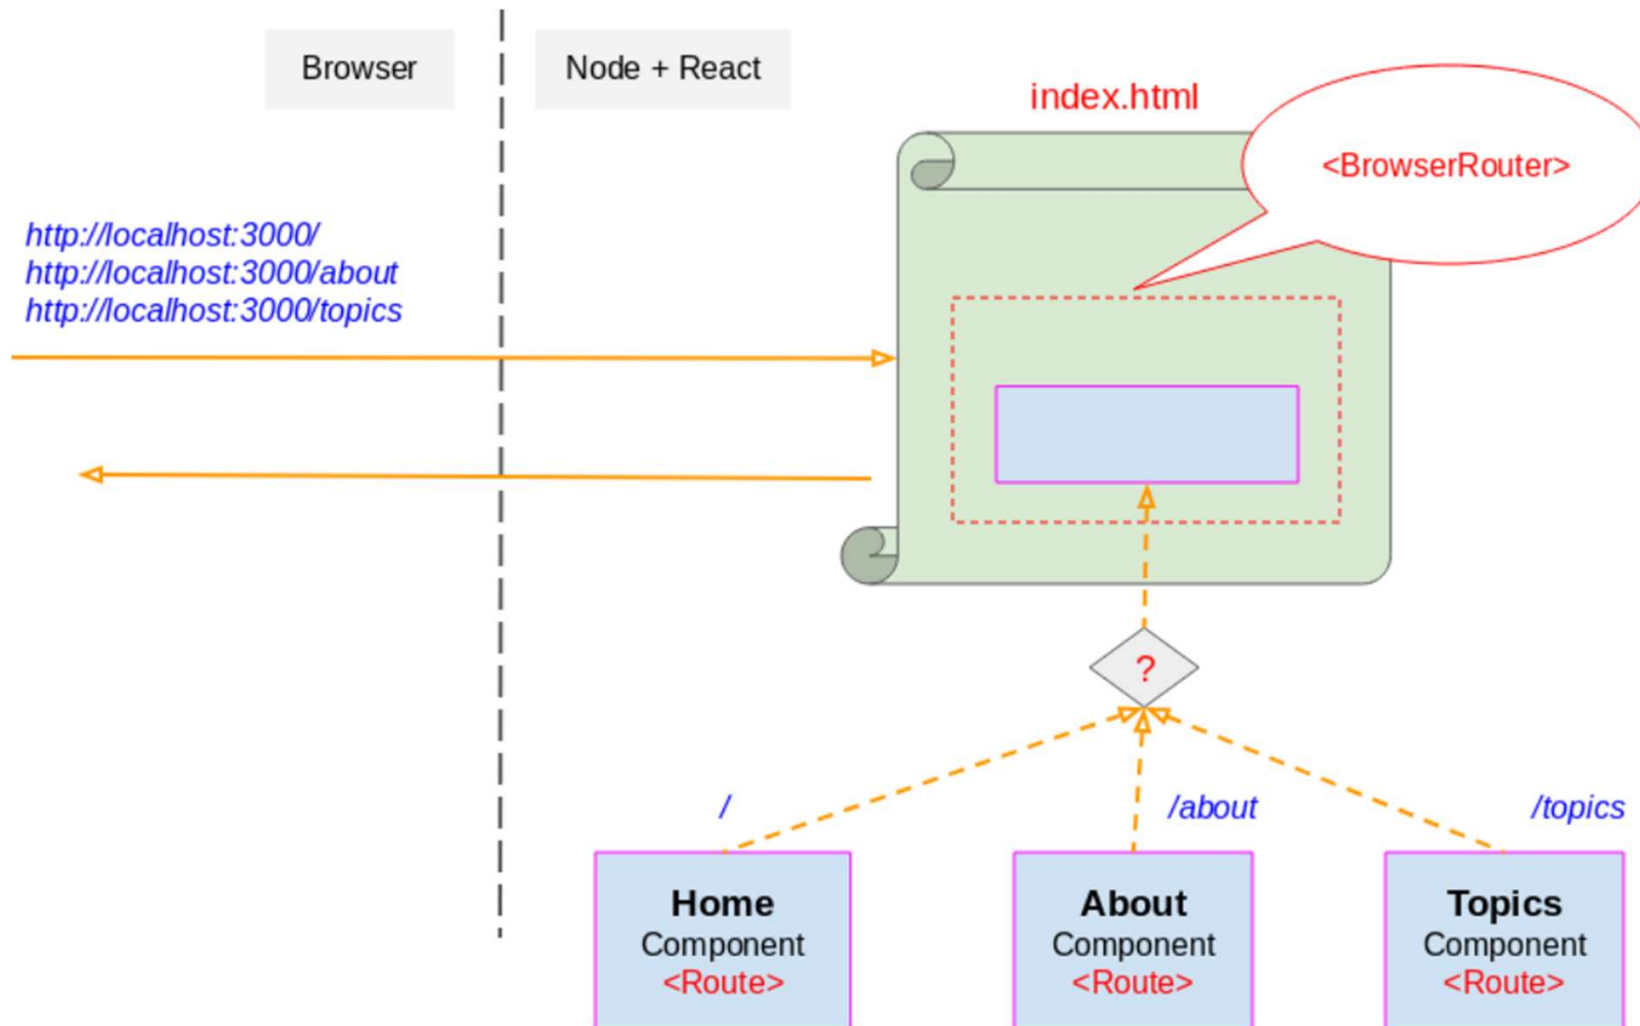 Browser
Node + React
index.html
<BrowserRouter>
http://localhost:3000/
http://localhost:3000/about
http://localhost:3000/topics
?
/
/about
/topics
Home
Component
<Route>
About
Component
<Route>
Topics
Component
<Route>